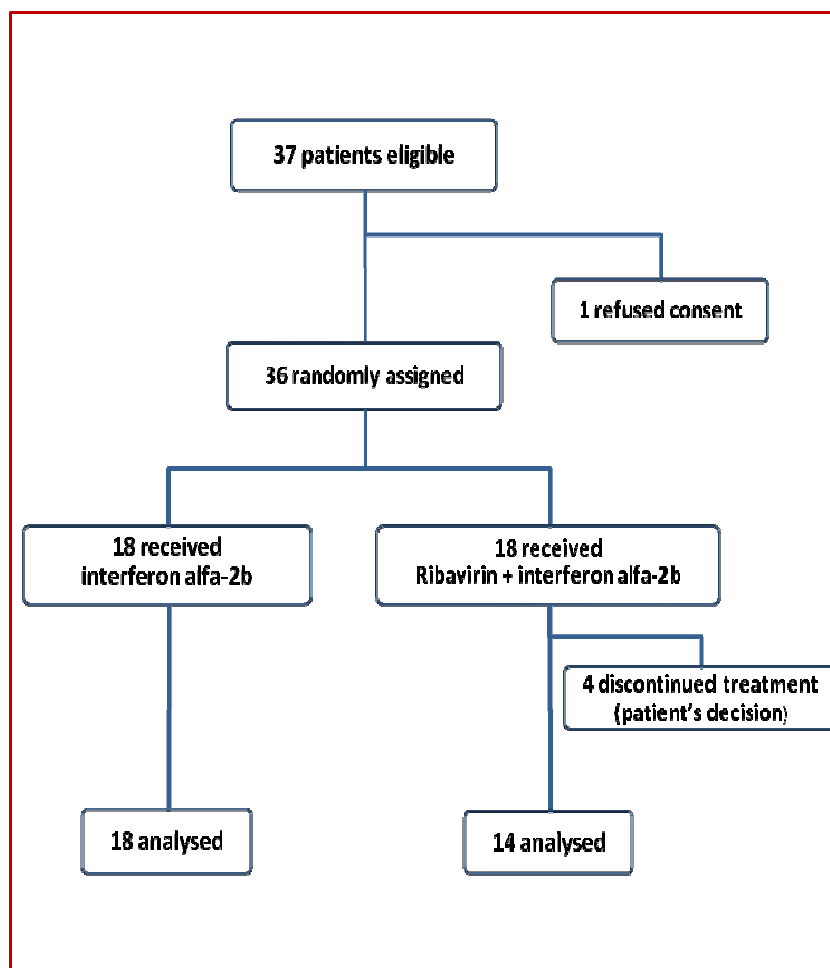 37 patients eligible
1 refused consent
36 randomly assigned
18 received
interferon alfa-2b
18 received
Ribavirin + interferon alfa-2b
4 discontinued treatment
(patient's decision)
18 analysed
14 analysed